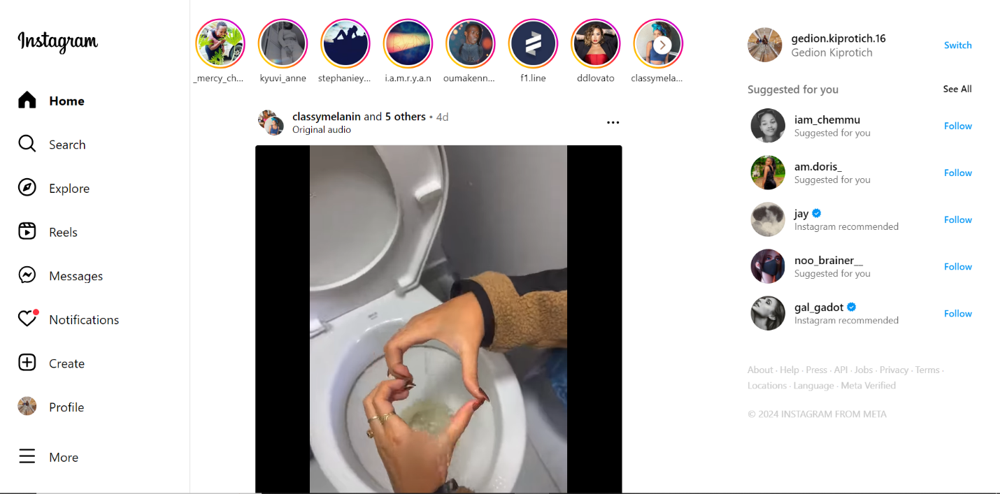 Instagram
Home
Search
Explore
Reels
Messages
Notifications
Create
Profile
More
_mercy_ch...
kyuvi_anne
stephaniey...
i.a.m.r.y.a.n
oumakenn...
f1.line
ddlovato
classymela...
classymelanin and 5 others • 4d
Original audio
gedion.kiprotich.16
Gedion Kiprotich
Switch
Suggested for you
See All
iam_chemmu
Suggested for you
Follow
am.doris_
Suggested for you
Follow
jay
Instagram recommended
Follow
noo_brainer__
Suggested for you
Follow
gal_gadot
Instagram recommended
Follow
About · Help · Press · API · Jobs · Privacy · Terms ·
Locations · Language · Meta Verified
© 2024 INSTAGRAM FROM META